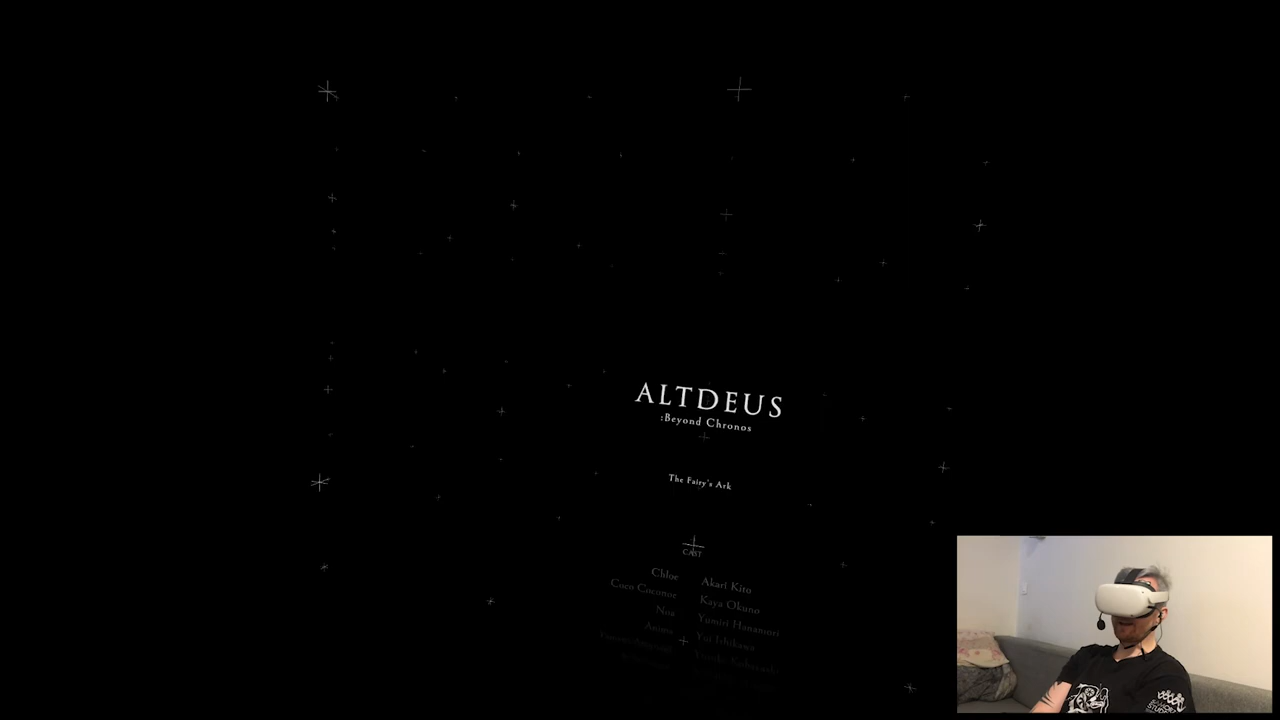 ALTDEUS
:Beyond Chronos
The Fairy's Ark
CAST
Chloe Akari Kito
Coco Coconoe Kaya Okuno
Noa Yumiri Hanamori
Anima Yui Ishikawa